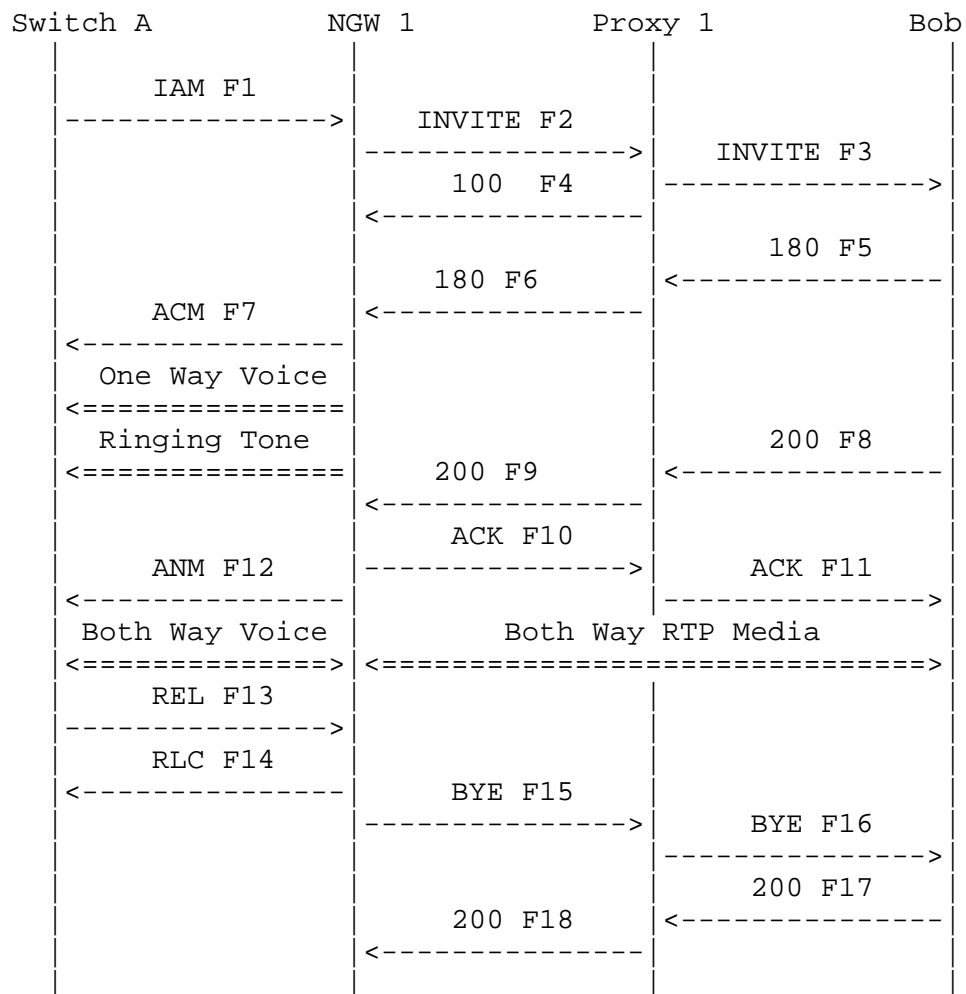 Switch A NGW 1 Proxy 1 Bob
IAM F1
INVITE F2
INVITE F3
100 F4
180 F5
180 F6
ACM F7
One Way Voice
Ringing Tone 200 F8
200 F9
ACK F10
ANM F12 ACK F11
Both Way Voice Both Way RTP Media
REL F13
RLC F14
BYE F15
BYE F16
200 F17
200 F18